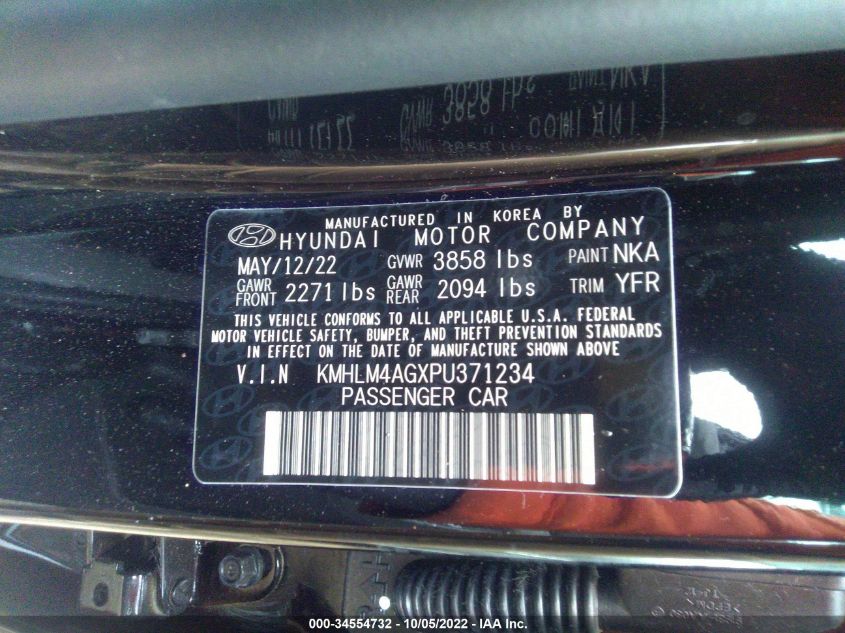 MANUFACTURED IN KOREA BY
HYUNDAI MOTOR COMPANY
MAY/12/22 GVWR 3858 lbs PAINT NKA
GAWR FRONT 2271 lbs GAWR REAR 2094 lbs TRIM YFR
THIS VEHICLE CONFORMS TO ALL APPLICABLE U.S.A. FEDERAL
MOTOR VEHICLE SAFETY, BUMPER, AND THEFT PREVENTION STANDARDS
IN EFFECT ON THE DATE OF MANUFACTURE SHOWN ABOVE
V.I.N KMHLM4AGXPU371234
PASSENGER CAR
000-34554732 - 10/05/2022 - IAA Inc.